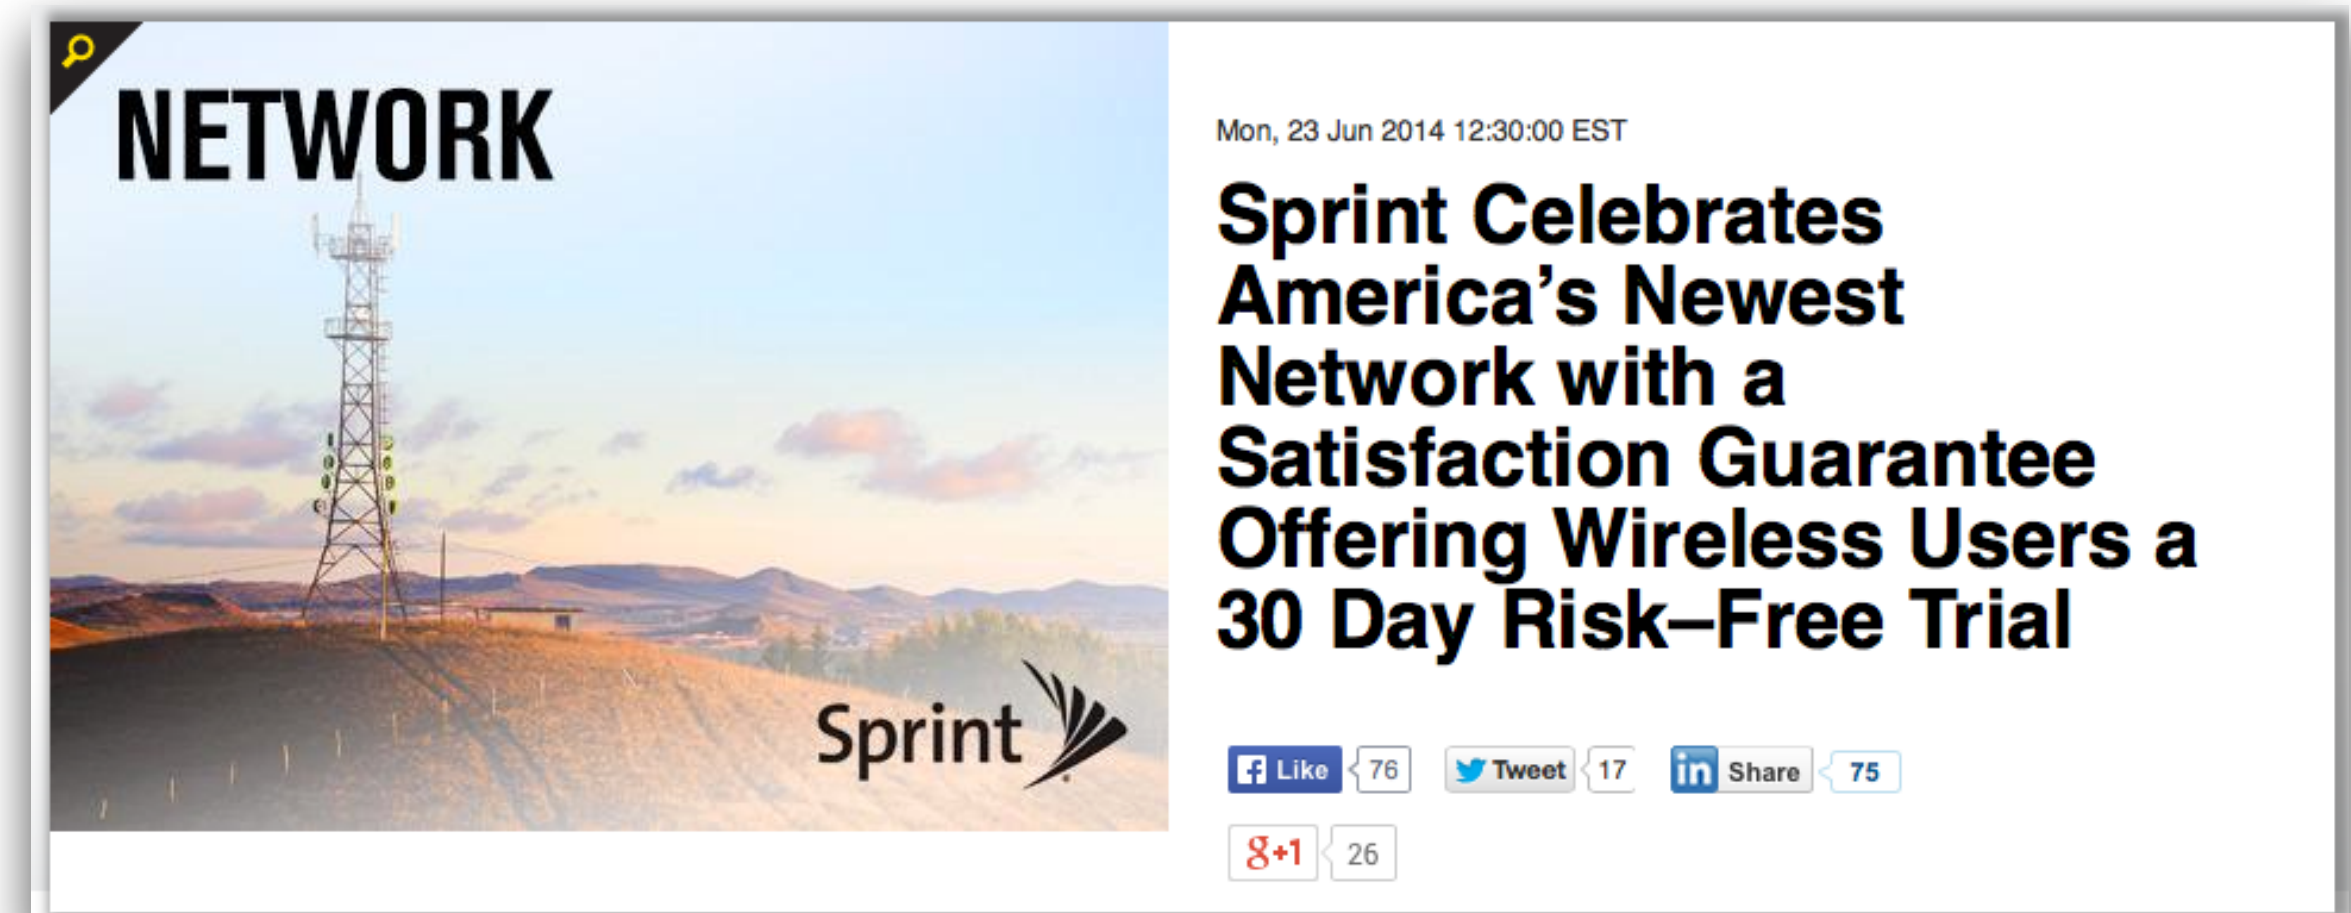 NETWORK
Sprint
Mon, 23 Jun 2014 12:30:00 EST
Sprint Celebrates
America’s Newest
Network with a
Satisfaction Guarantee
Offering Wireless Users a
30 Day Risk–Free Trial
Like 76 Tweet 17 in Share 75
g+1 26